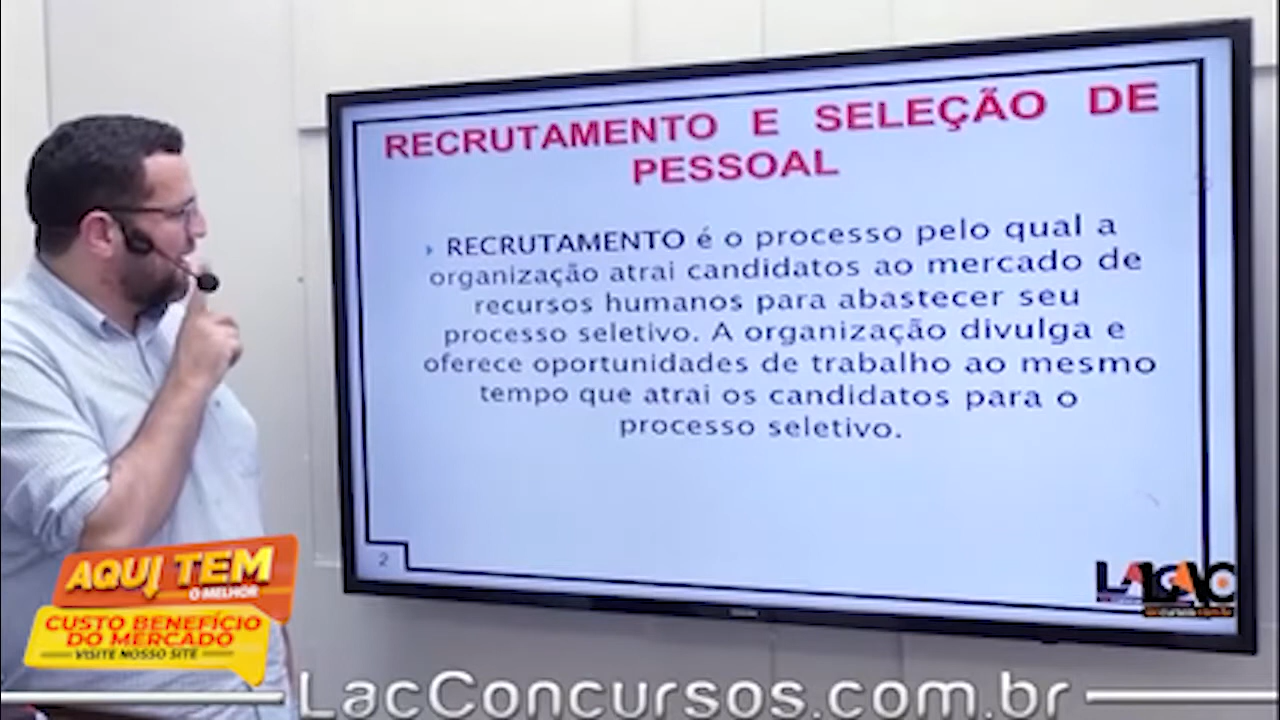 RECRUTAMENTO E SELEÇÃO DE
PESSOAL
RECRUTAMENTO é o processo pelo qual a
organização atrai candidatos ao mercado de
recursos humanos para abastecer seu
processo seletivo. A organização divulga e
oferece oportunidades de trabalho ao mesmo
tempo que atrai os candidatos para o
processo seletivo.
2
AQUI TEM
O MELHOR
CUSTO BENEFÍCIO
DO MERCADO
VISITE NOSSO SITE
LacConcursos.com.br